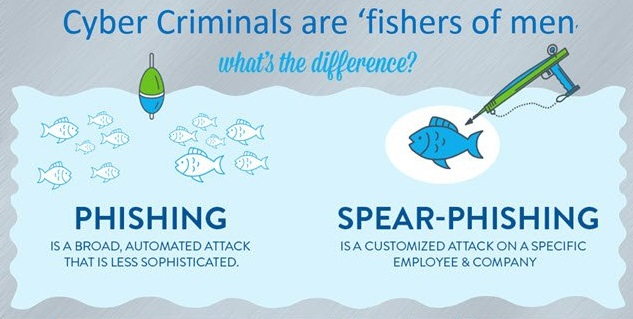 Cyber Criminals are ‘fishers of men
what's the difference?
PHISHING
IS A BROAD, AUTOMATED ATTACK
THAT IS LESS SOPHISTICATED.
SPEAR-PHISHING
IS A CUSTOMIZED ATTACK ON A SPECIFIC
EMPLOYEE & COMPANY